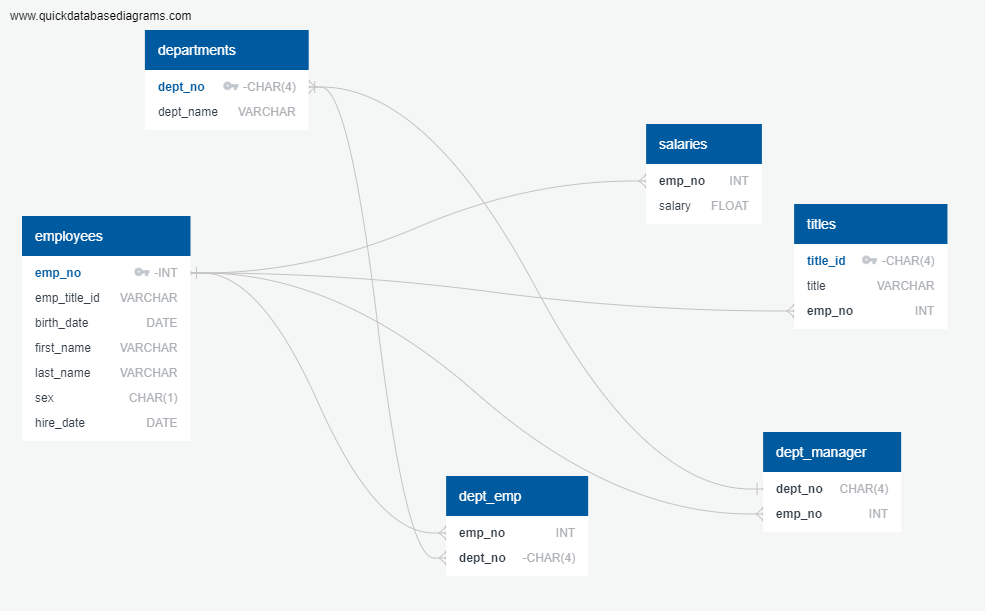 www.quickdatabasediagrams.com
departments
dept_no -CHAR(4)
dept_name VARCHAR
salaries
emp_no INT
salary FLOAT
titles
title_id -CHAR(4)
title VARCHAR
emp_no INT
employees
emp_no -INT
emp_title_id VARCHAR
birth_date DATE
first_name VARCHAR
last_name VARCHAR
sex CHAR(1)
hire_date DATE
dept_manager
dept_no CHAR(4)
emp_no INT
dept_emp
emp_no INT
dept_no -CHAR(4)